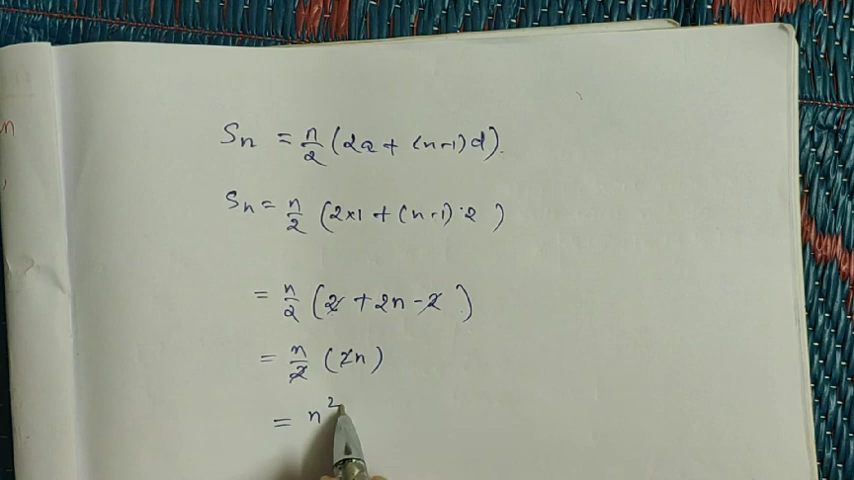 n
Sn = n/2 (2a + (n-1)d).
Sn = n/2 (2×1 + (n-1)·2)
= n/2 (2 + 2n - 2)
= n/2 (2n)
= n²